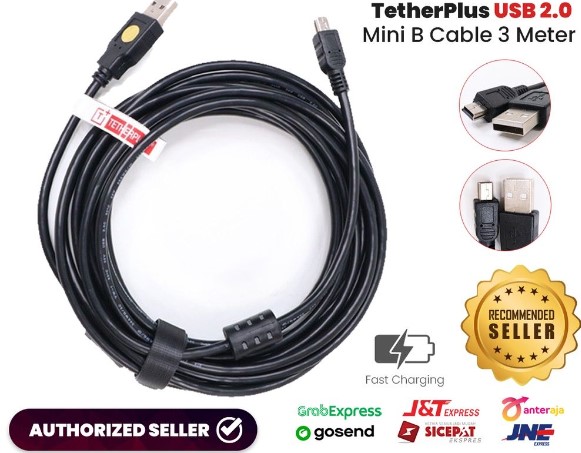 TetherPlus USB 2.0
Mini B Cable 3 Meter
RECOMMENDED
SELLER
Fast Charging
AUTHORIZED SELLER
GrabExpress
J&T EXPRESS
anteraja
gosend
SICEPAT
EKSPRES
JNE
EXPRESS